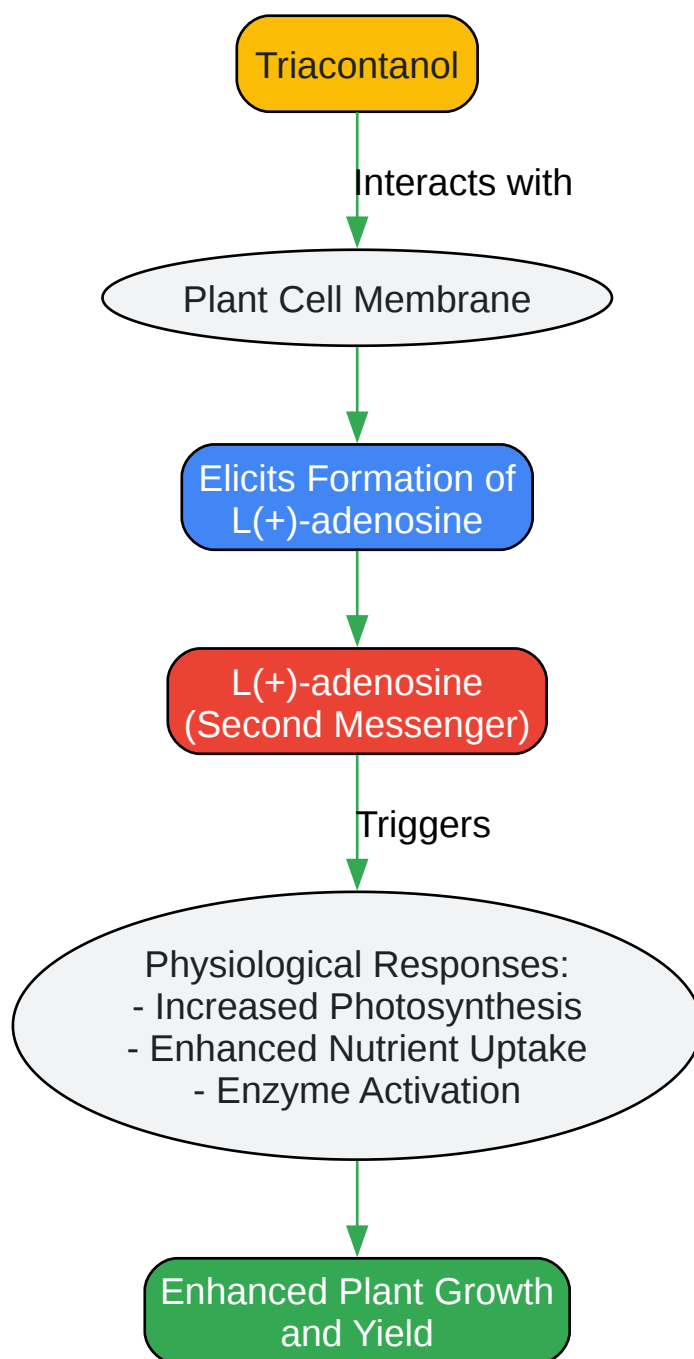 Triacontanol
Interacts with
Plant Cell Membrane
Elicits Formation of
L(+)-adenosine
L(+)-adenosine
(Second Messenger)
Triggers
Physiological Responses:
- Increased Photosynthesis
- Enhanced Nutrient Uptake
- Enzyme Activation
Enhanced Plant Growth
and Yield